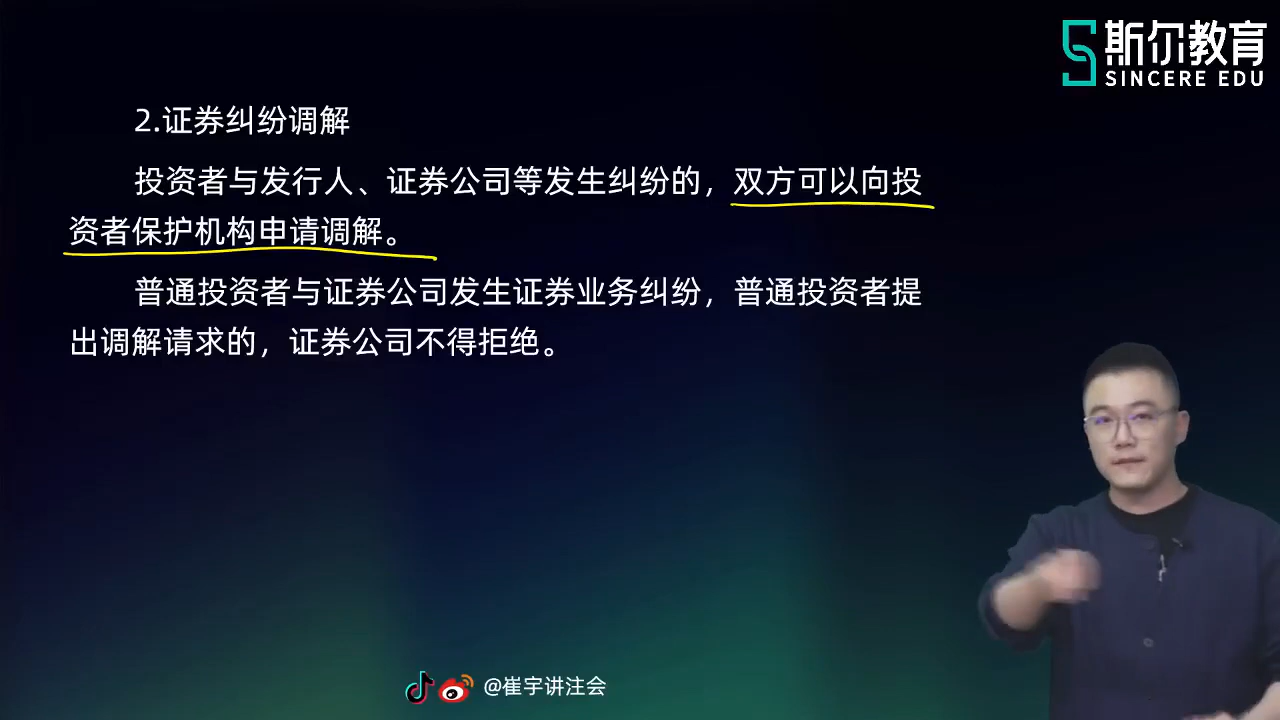 斯尔教育
SINCERE EDU
2.证券纠纷调解
投资者与发行人、证券公司等发生纠纷的，双方可以向投
资者保护机构申请调解。
普通投资者与证券公司发生证券业务纠纷，普通投资者提
出调解请求的，证券公司不得拒绝。
@崔宇讲注会